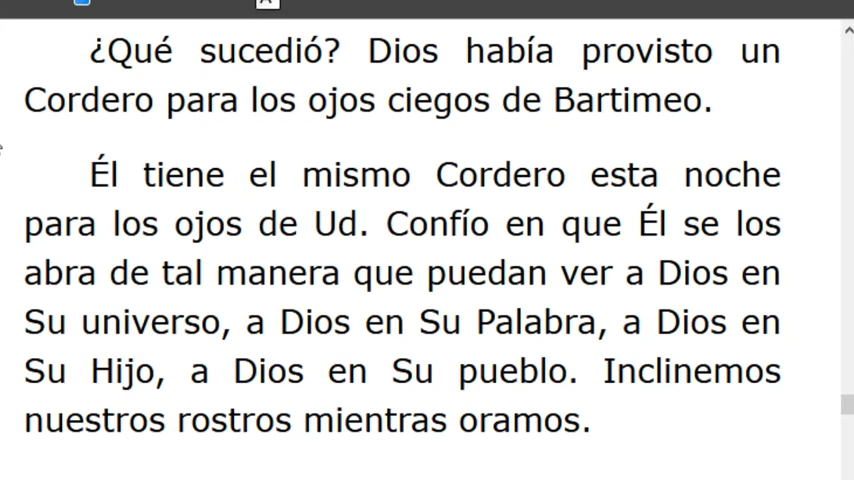 ¿Qué sucedió? Dios había provisto un
Cordero para los ojos ciegos de Bartimeo.
Él tiene el mismo Cordero esta noche
para los ojos de Ud. Confío en que Él se los
abra de tal manera que puedan ver a Dios en
Su universo, a Dios en Su Palabra, a Dios en
Su Hijo, a Dios en Su pueblo. Inclinemos
nuestros rostros mientras oramos.